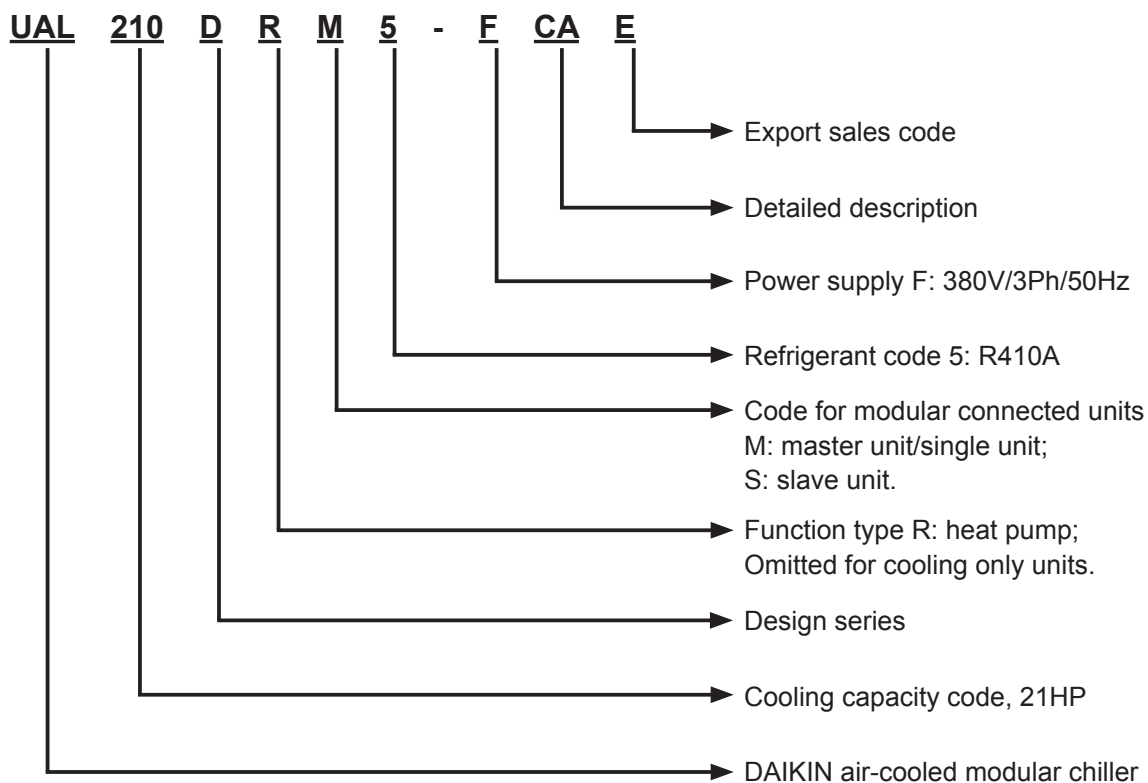 UAL 210 D R M 5 - F CA E
Export sales code
Detailed description
Power supply F: 380V/3Ph/50Hz
Refrigerant code 5: R410A
Code for modular connected units
M: master unit/single unit;
S: slave unit.
Function type R: heat pump;
Omitted for cooling only units.
Design series
Cooling capacity code, 21HP
DAIKIN air-cooled modular chiller